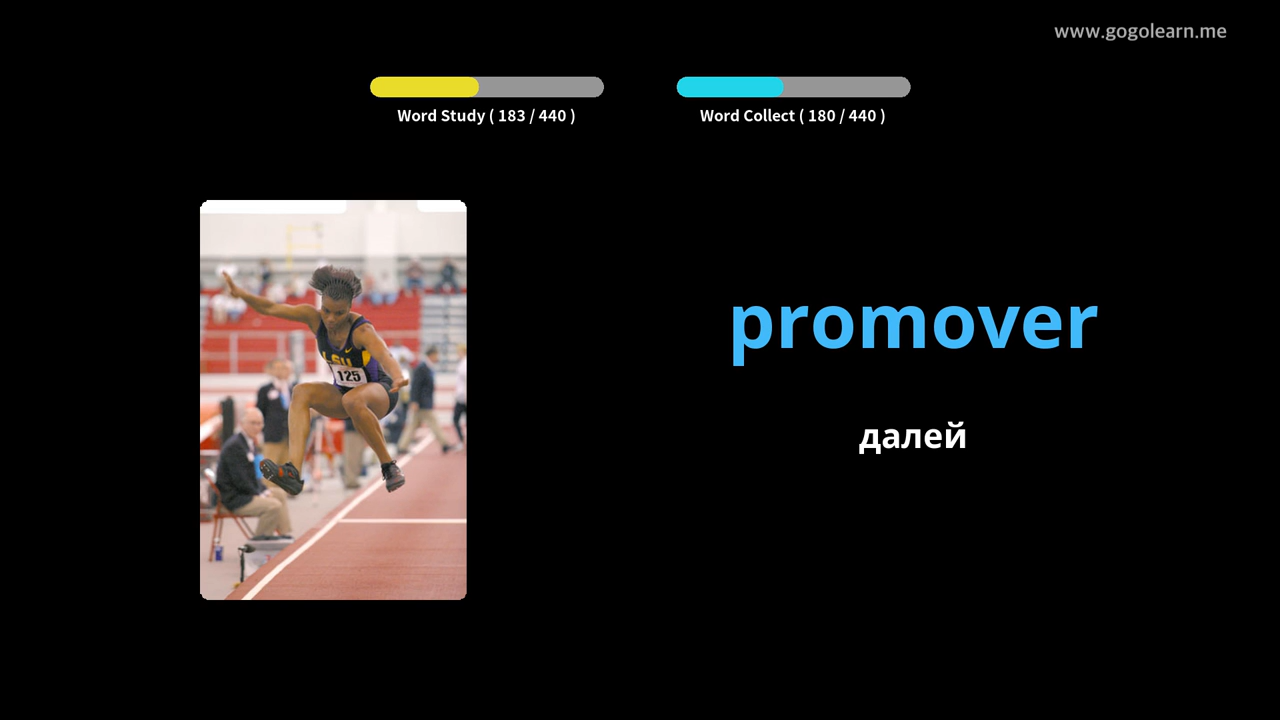 www.gogolearn.me
Word Study ( 183 / 440 )
Word Collect ( 180 / 440 )
LSU
125
promover
далей